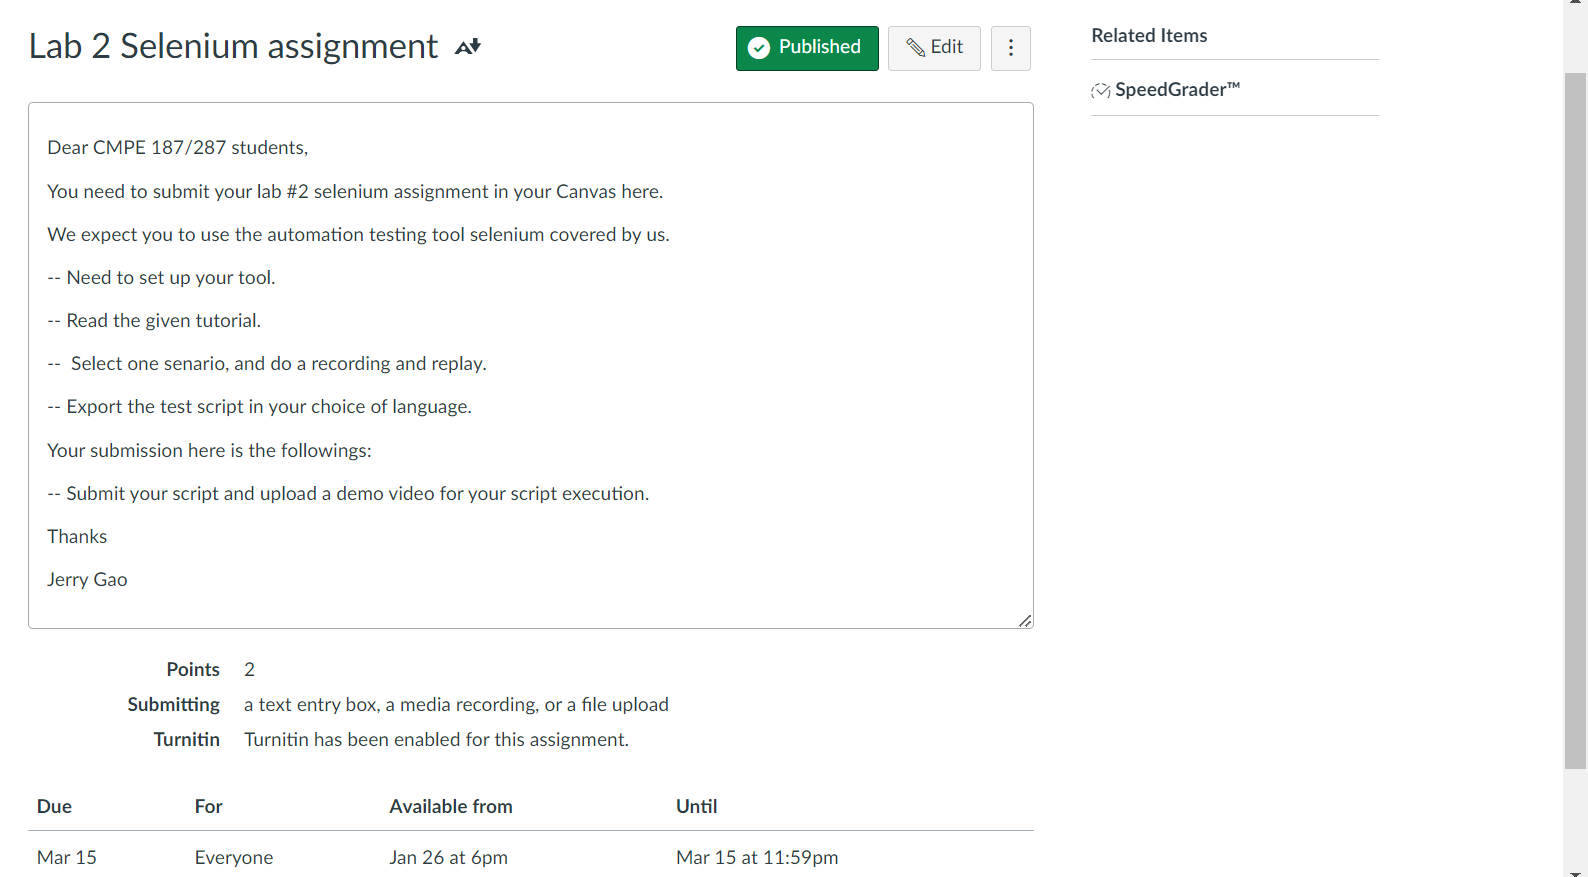 Lab 2 Selenium assignment
Published
Edit
Related Items
SpeedGrader™
Dear CMPE 187/287 students,
You need to submit your lab #2 selenium assignment in your Canvas here.
We expect you to use the automation testing tool selenium covered by us.
-- Need to set up your tool.
-- Read the given tutorial.
--  Select one senario, and do a recording and replay.
-- Export the test script in your choice of language.
Your submission here is the followings:
-- Submit your script and upload a demo video for your script execution.
Thanks
Jerry Gao
Points 2
Submitting a text entry box, a media recording, or a file upload
Turnitin Turnitin has been enabled for this assignment.
Due For Available from Until
Mar 15 Everyone Jan 26 at 6pm Mar 15 at 11:59pm